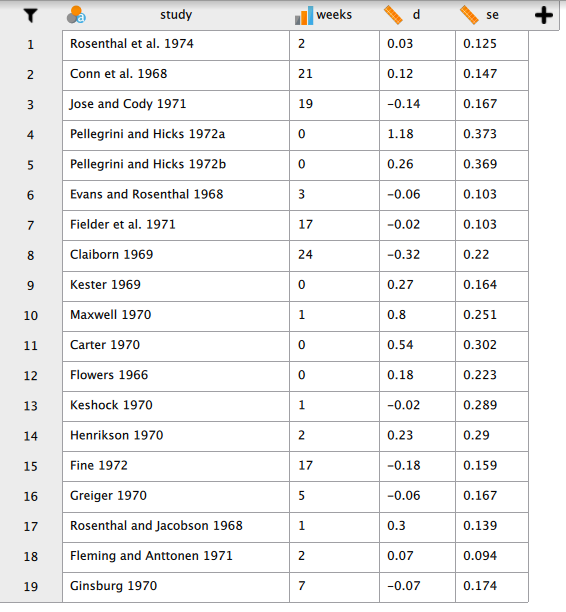 study weeks d se
1 Rosenthal et al. 1974 2 0.03 0.125
2 Conn et al. 1968 21 0.12 0.147
3 Jose and Cody 1971 19 −0.14 0.167
4 Pellegrini and Hicks 1972a 0 1.18 0.373
5 Pellegrini and Hicks 1972b 0 0.26 0.369
6 Evans and Rosenthal 1968 3 −0.06 0.103
7 Fielder et al. 1971 17 −0.02 0.103
8 Claiborn 1969 24 −0.32 0.22
9 Kester 1969 0 0.27 0.164
10 Maxwell 1970 1 0.8 0.251
11 Carter 1970 0 0.54 0.302
12 Flowers 1966 0 0.18 0.223
13 Keshock 1970 1 −0.02 0.289
14 Henrikson 1970 2 0.23 0.29
15 Fine 1972 17 −0.18 0.159
16 Greiger 1970 5 −0.06 0.167
17 Rosenthal and Jacobson 1968 1 0.3 0.139
18 Fleming and Anttonen 1971 2 0.07 0.094
19 Ginsburg 1970 7 −0.07 0.174